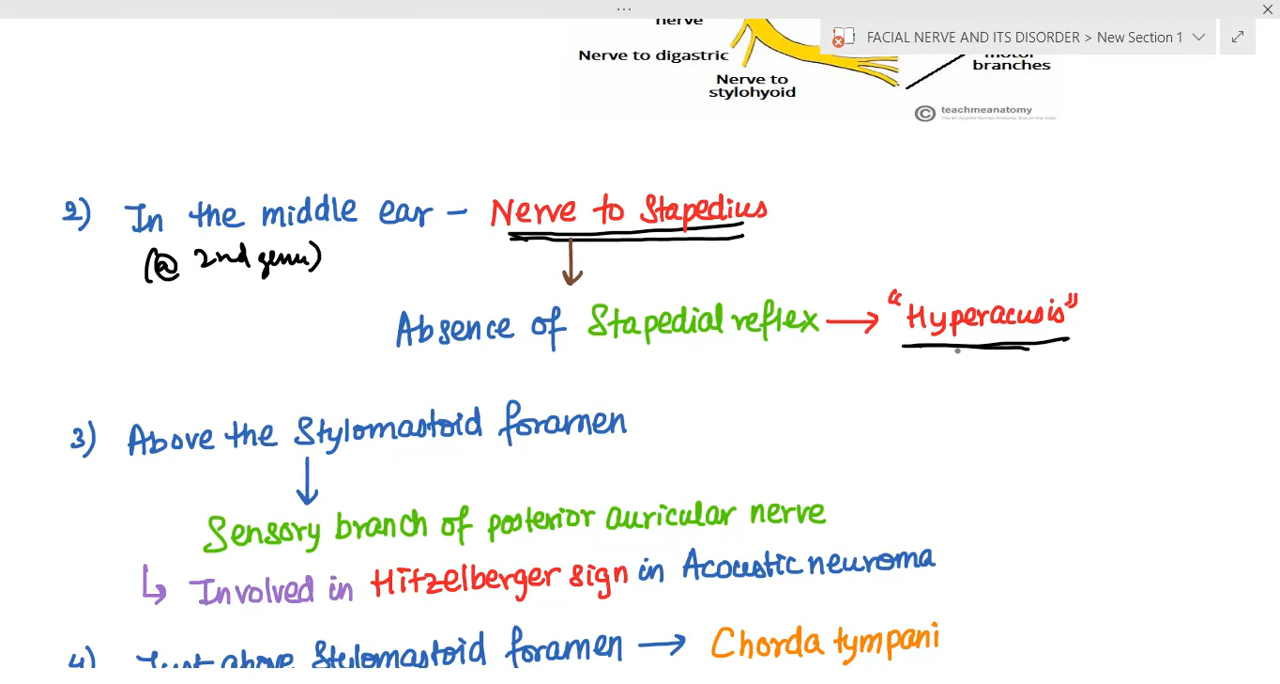 ...
nerve
FACIAL NERVE AND ITS DISORDER > New Section 1
Nerve to digastric
motor
branches
Nerve to
stylohyoid
© teachmeanatomy
2) In the middle ear - Nerve to Stapedius
(@ 2nd genu)
Absence of Stapedial reflex → "Hyperacusis"
3) Above the Stylomastoid foramen
↓
Sensory branch of posterior auricular nerve
↳ Involved in Hitzelberger sign in Acoustic neuroma
4) Just above Stylomastoid foramen → Chorda tympani